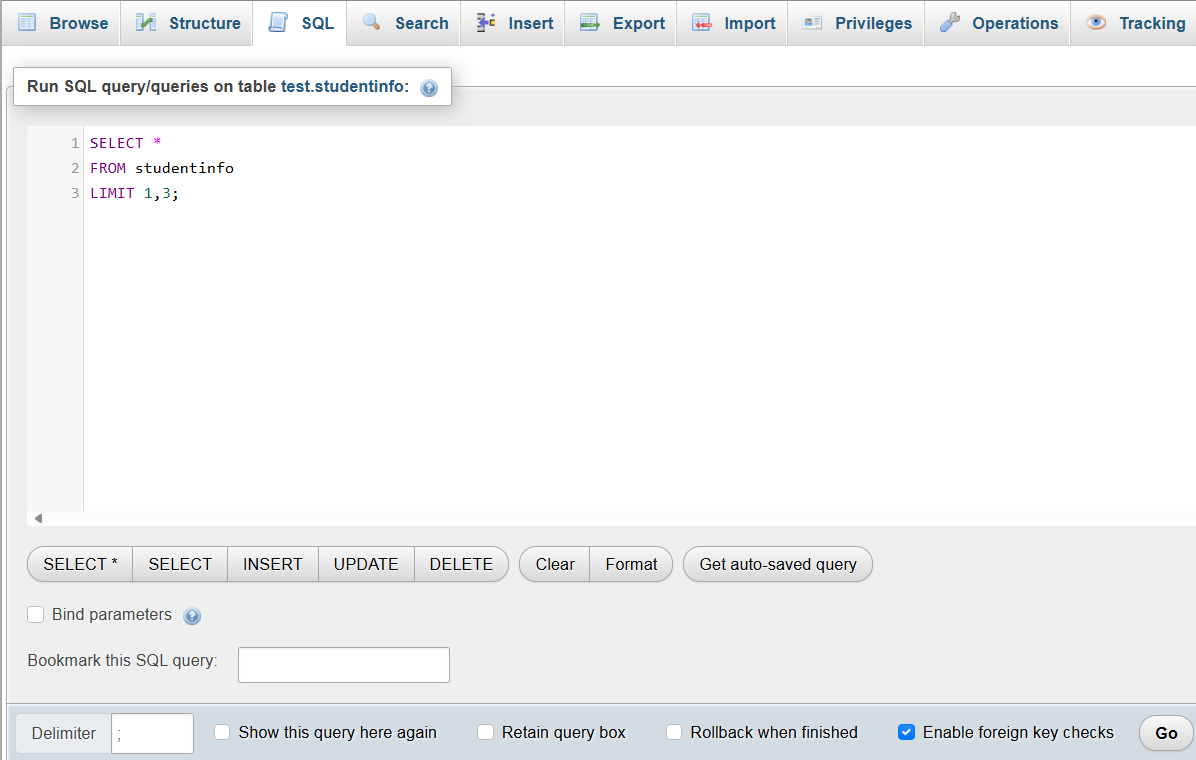 Browse Structure SQL Search Insert Export Import Privileges Operations Tracking
Run SQL query/queries on table test.studentinfo:
1 SELECT *
2 FROM studentinfo
3 LIMIT 1,3;
SELECT * SELECT INSERT UPDATE DELETE Clear Format Get auto-saved query
Bind parameters
Bookmark this SQL query:
Delimiter ; Show this query here again Retain query box Rollback when finished Enable foreign key checks Go